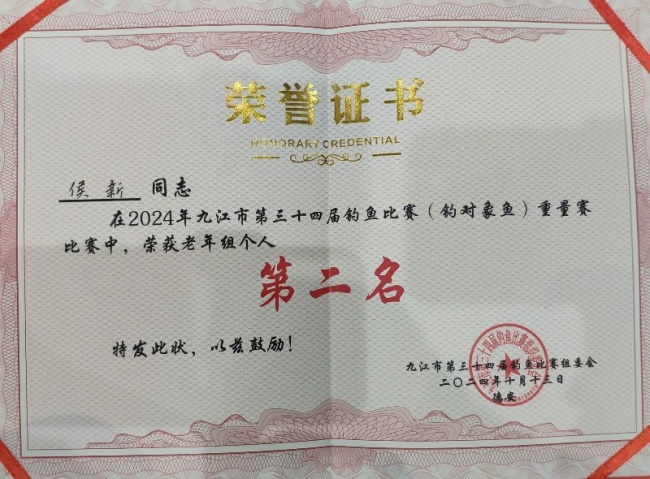 荣誉证书
HONORARY CREDENTIAL
侯新 同志
在2024年九江市第三十四届钓鱼比赛（钓对象鱼）重量赛
比赛中，荣获老年组个人
第二名
特发此状，以兹鼓励！
九江市第三十四届钓鱼比赛组委会
二〇二四年十月十三日
德安